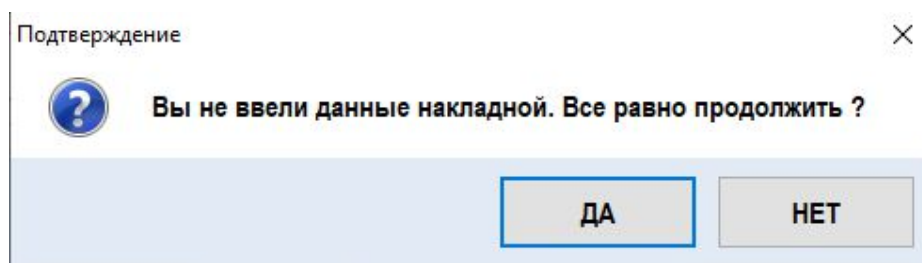 Подтверждение
Вы не ввели данные накладной. Все равно продолжить ?
ДА
НЕТ